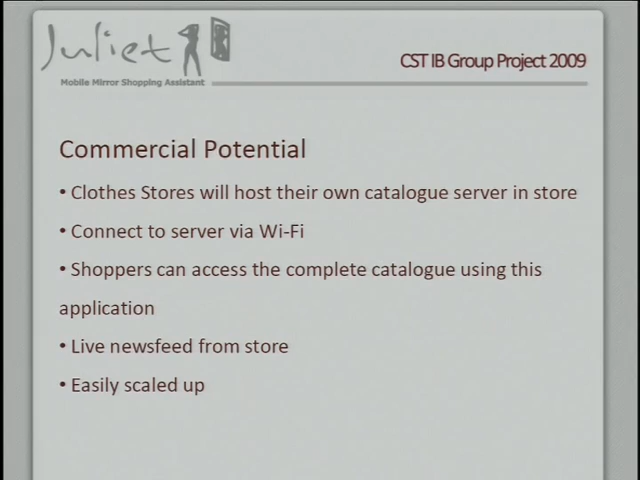 Juliet
Mobile Mirror Shopping Assistant
CST IB Group Project 2009
Commercial Potential
• Clothes Stores will host their own catalogue server in store
• Connect to server via Wi-Fi
• Shoppers can access the complete catalogue using this
application
• Live newsfeed from store
• Easily scaled up